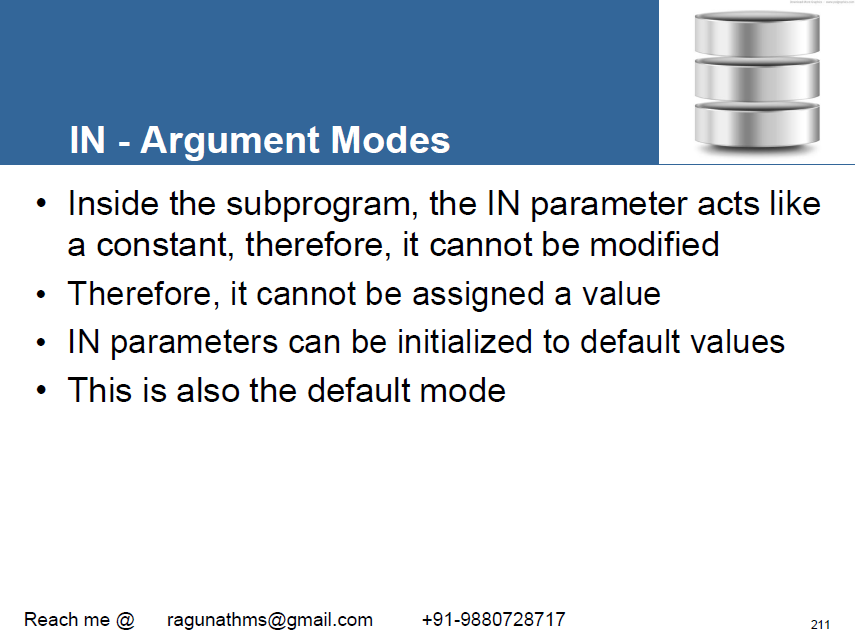 IN - Argument Modes
• Inside the subprogram, the IN parameter acts like
a constant, therefore, it cannot be modified
• Therefore, it cannot be assigned a value
• IN parameters can be initialized to default values
• This is also the default mode
Reach me @ ragunathms@gmail.com +91-9880728717
211